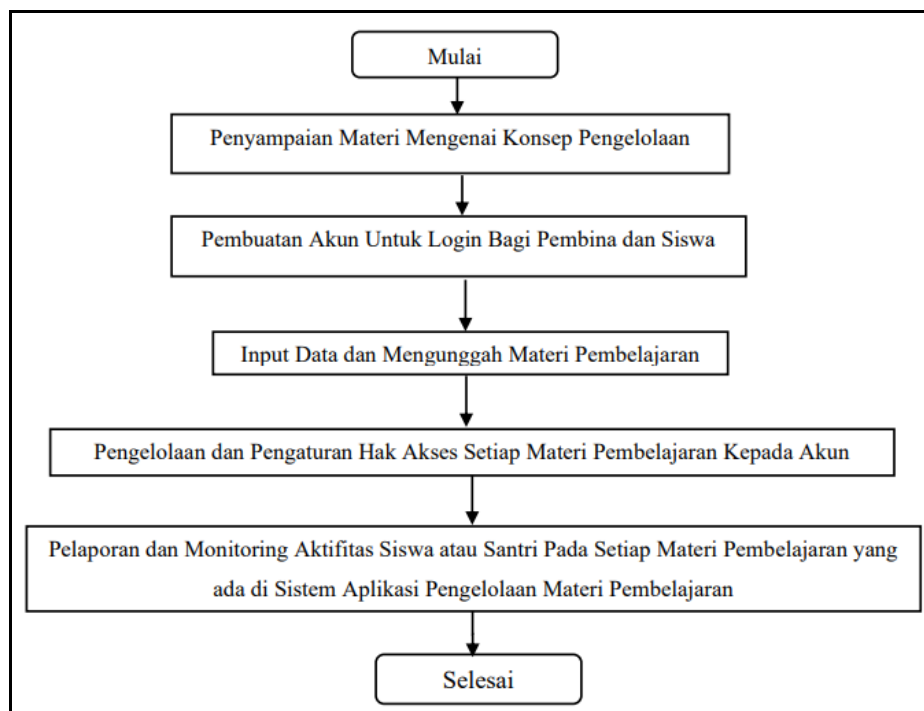 Mulai
Penyampaian Materi Mengenai Konsep Pengelolaan
Pembuatan Akun Untuk Login Bagi Pembina dan Siswa
Input Data dan Mengunggah Materi Pembelajaran
Pengelolaan dan Pengaturan Hak Akses Setiap Materi Pembelajaran Kepada Akun
Pelaporan dan Monitoring Aktifitas Siswa atau Santri Pada Setiap Materi Pembelajaran yang
ada di Sistem Aplikasi Pengelolaan Materi Pembelajaran
Selesai